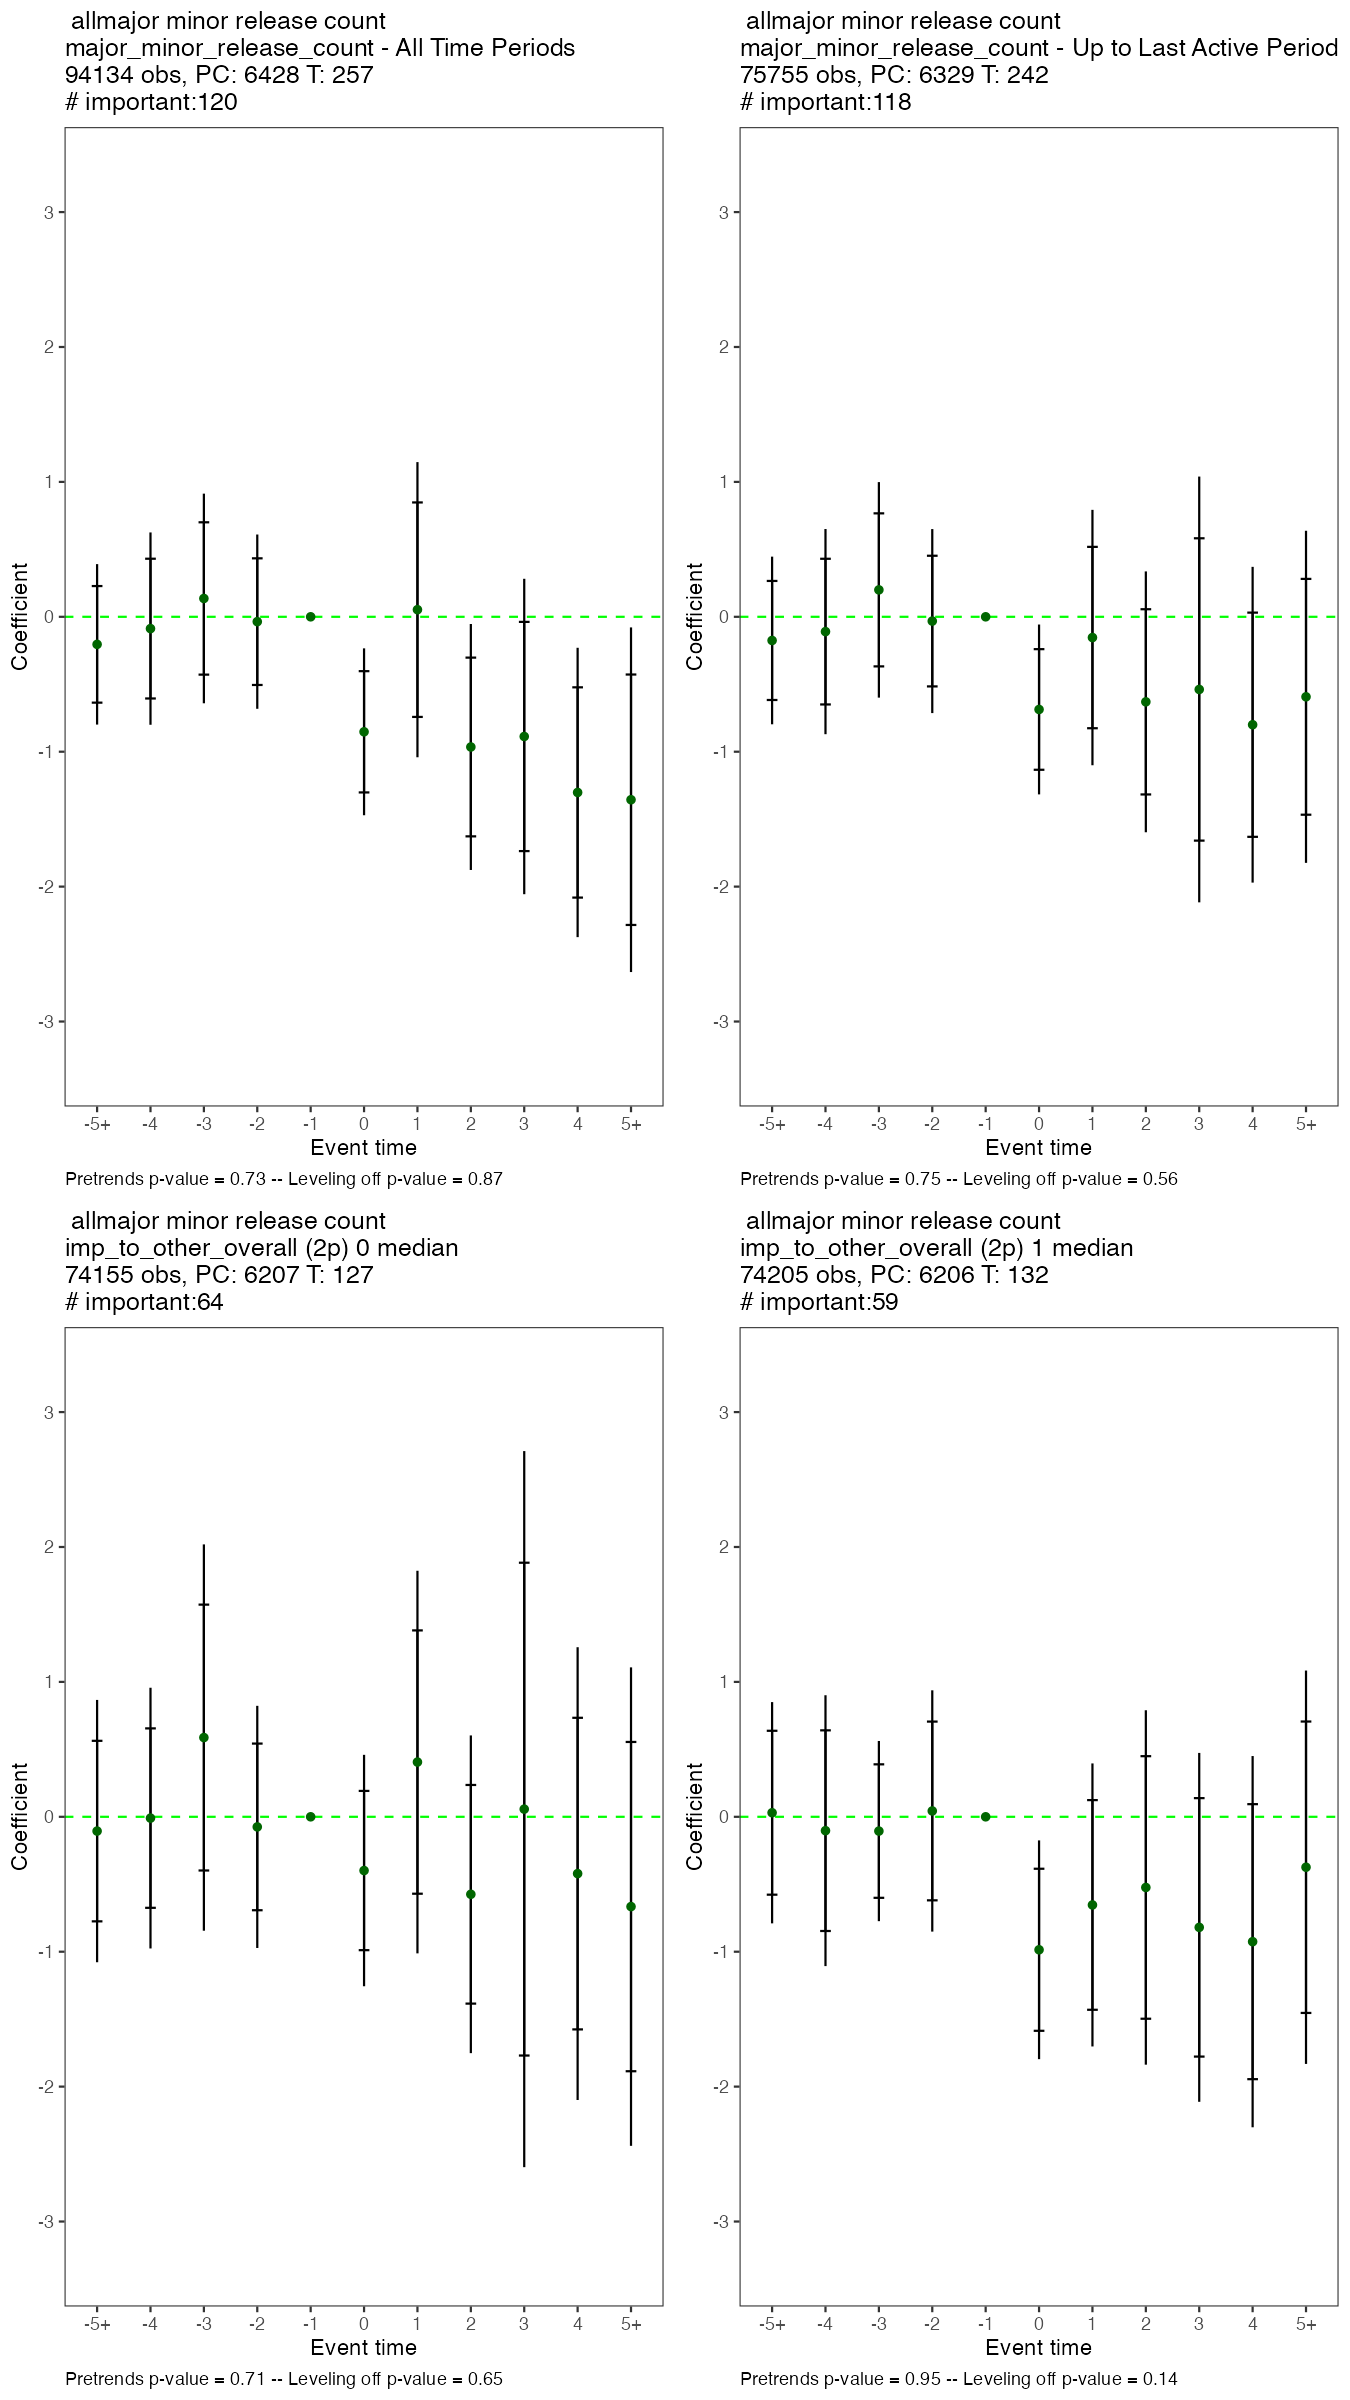 allmajor minor release count
major_minor_release_count - All Time Periods
94134 obs, PC: 6428 T: 257
# important:120
3
2
1
0
-1
-2
-3
Coefficient
-5+ -4 -3 -2 -1 0 1 2 3 4 5+
Event time
Pretrends p-value = 0.73 -- Leveling off p-value = 0.87
allmajor minor release count
major_minor_release_count - Up to Last Active Period
75755 obs, PC: 6329 T: 242
# important:118
3
2
1
0
-1
-2
-3
Coefficient
-5+ -4 -3 -2 -1 0 1 2 3 4 5+
Event time
Pretrends p-value = 0.75 -- Leveling off p-value = 0.56
allmajor minor release count
imp_to_other_overall (2p) 0 median
74155 obs, PC: 6207 T: 127
# important:64
3
2
1
0
-1
-2
-3
Coefficient
-5+ -4 -3 -2 -1 0 1 2 3 4 5+
Event time
Pretrends p-value = 0.71 -- Leveling off p-value = 0.65
allmajor minor release count
imp_to_other_overall (2p) 1 median
74205 obs, PC: 6206 T: 132
# important:59
3
2
1
0
-1
-2
-3
Coefficient
-5+ -4 -3 -2 -1 0 1 2 3 4 5+
Event time
Pretrends p-value = 0.95 -- Leveling off p-value = 0.14